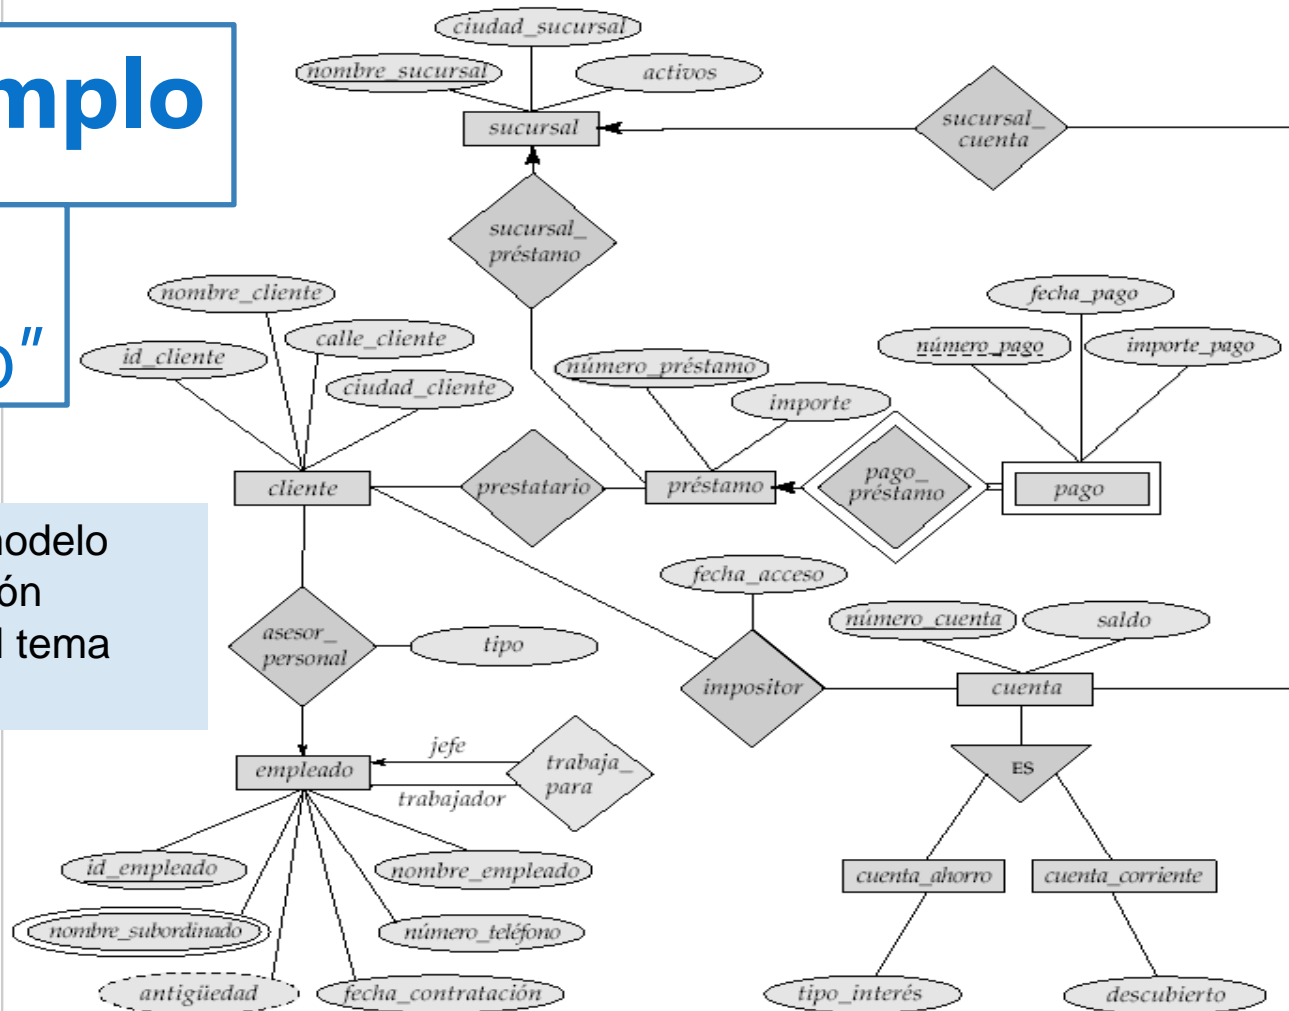 mplo
o"
nodelo
ón
l tema
ciudad_sucursal
nombre_sucursal
activos
sucursal
sucursal_
cuenta
sucursal_
préstamo
nombre_cliente
calle_cliente
id_cliente
ciudad_cliente
fecha_pago
número_pago
importe_pago
número_préstamo
importe
cliente
prestatario
préstamo
pago_
préstamo
pago
fecha_acceso
número_cuenta
saldo
asesor_
personal
tipo
impositor
cuenta
jefe
empleado
trabaja_
para
trabajador
ES
id_empleado
nombre_empleado
cuenta_ahorro
cuenta_corriente
nombre_subordinado
número_teléfono
antigüedad
fecha_contratación
tipo_interés
descubierto